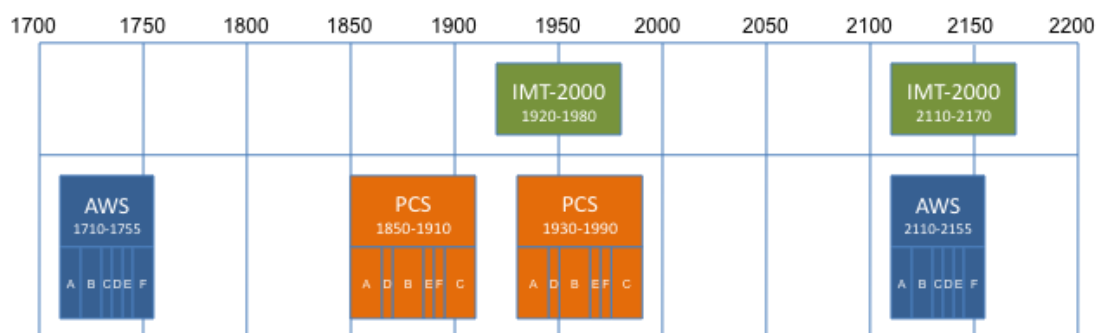 1700 1750 1800 1850 1900 1950 2000 2050 2100 2150 2200
IMT-2000 IMT-2000
1920-1980 2110-2170
AWS PCS PCS AWS
1710-1755 1850-1910 1930-1990 2110-2155
A B C D E F A D B E F C A D B E F C A B C D E F